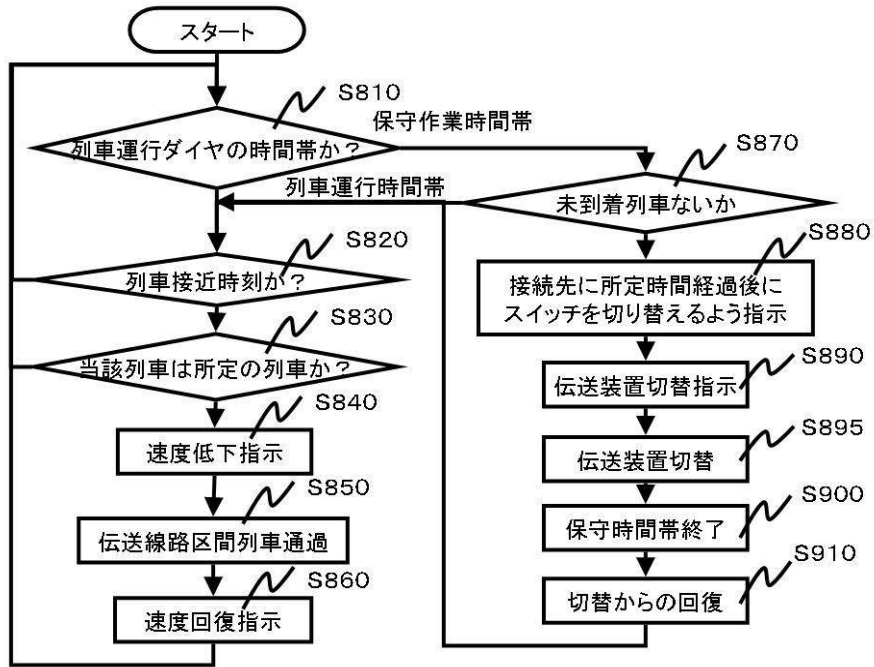 スタート
S810
列車運行ダイヤの時間帯か？
保守作業時間帯
列車運行時間帯
S820
列車接近時刻か？
S830
当該列車は所定の列車か？
S840
速度低下指示
S850
伝送線路区間列車通過
S860
速度回復指示
S870
未到着列車ないか
S880
接続先に所定時間経過後に
スイッチを切り替えるよう指示
S890
伝送装置切替指示
S895
伝送装置切替
S900
保守時間帯終了
S910
切替からの回復